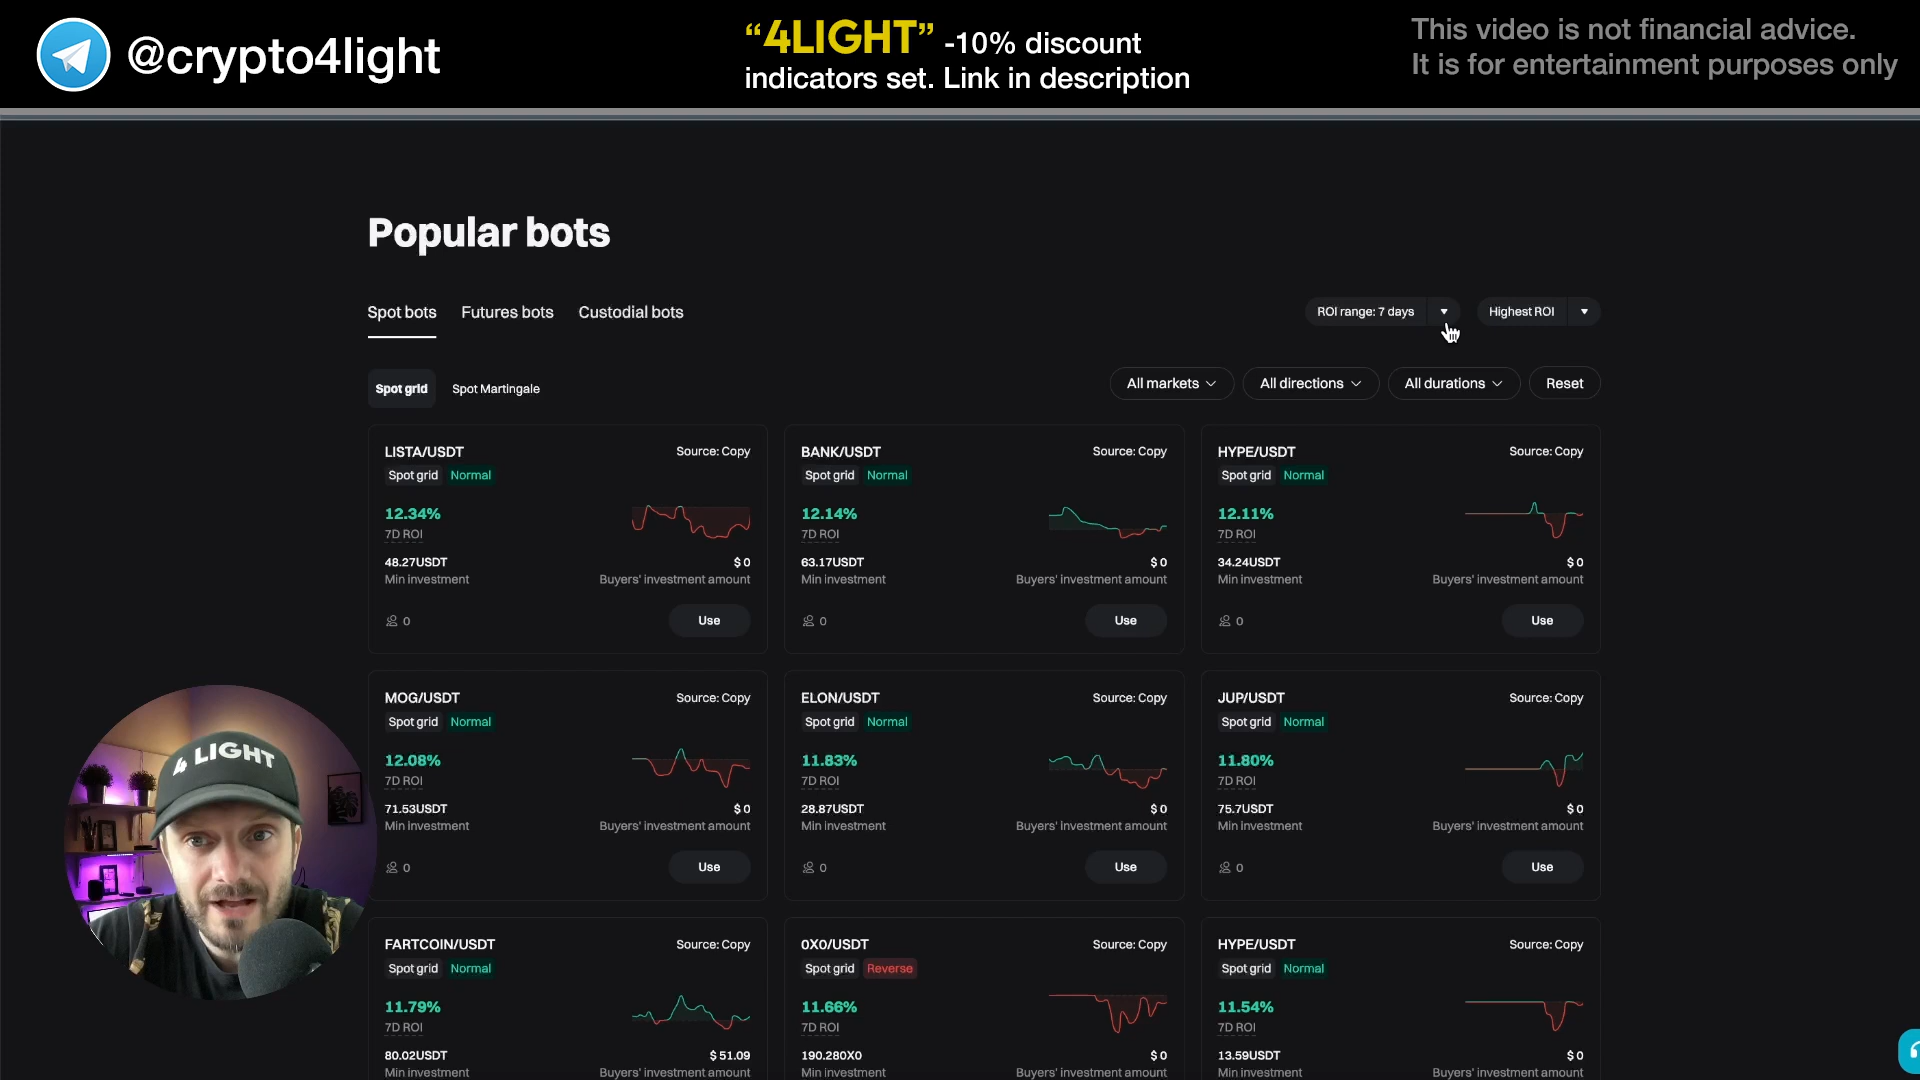 @crypto4light
“4LIGHT” -10% discount
indicators set. Link in description
This video is not financial advice.
It is for entertainment purposes only
Popular bots
Spot bots Futures bots Custodial bots
ROI range: 7 days Highest ROI
Spot grid Spot Martingale
All markets All directions All durations Reset
LISTA/USDT Source: Copy
Spot grid Normal
12.34%
7D ROI
48.27USDT $ 0
Min investment Buyers' investment amount
0 Use
BANK/USDT Source: Copy
Spot grid Normal
12.14%
7D ROI
63.17USDT $ 0
Min investment Buyers' investment amount
0 Use
HYPE/USDT Source: Copy
Spot grid Normal
12.11%
7D ROI
34.24USDT $ 0
Min investment Buyers' investment amount
0 Use
MOG/USDT Source: Copy
Spot grid Normal
12.08%
7D ROI
71.53USDT $ 0
Min investment Buyers' investment amount
0 Use
ELON/USDT Source: Copy
Spot grid Normal
11.83%
7D ROI
28.87USDT $ 0
Min investment Buyers' investment amount
0 Use
JUP/USDT Source: Copy
Spot grid Normal
11.80%
7D ROI
75.7USDT $ 0
Min investment Buyers' investment amount
0 Use
FARTCOIN/USDT Source: Copy
Spot grid Normal
11.79%
7D ROI
80.02USDT $ 51.09
Min investment Buyers' investment amount
0X0/USDT Source: Copy
Spot grid Reverse
11.66%
7D ROI
190.280X0 $ 0
Min investment Buyers' investment amount
HYPE/USDT Source: Copy
Spot grid Normal
11.54%
7D ROI
13.59USDT $ 0
Min investment Buyers' investment amount
4 LIGHT